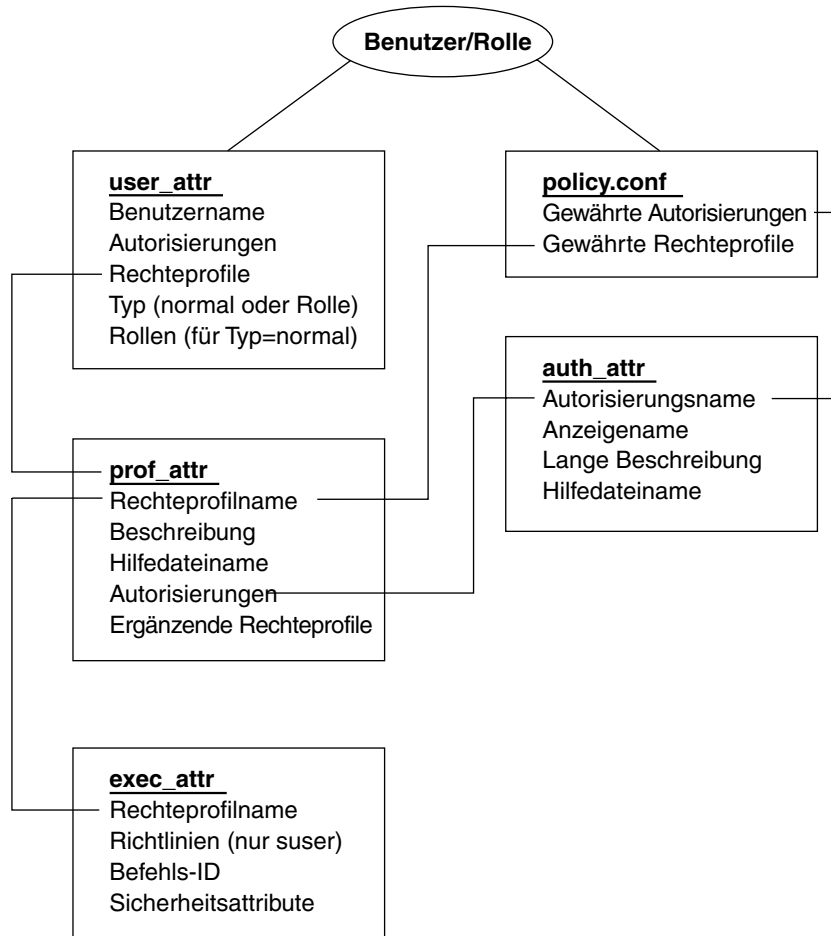 Benutzer/Rolle
user_attr
Benutzername
Autorisierungen
Rechteprofile
Typ (normal oder Rolle)
Rollen (für Typ=normal)
policy.conf
Gewährte Autorisierungen
Gewährte Rechteprofile
auth_attr
Autorisierungsname
Anzeigename
Lange Beschreibung
Hilfedateiname
prof_attr
Rechteprofilname
Beschreibung
Hilfedateiname
Autorisierungen
Ergänzende Rechteprofile
exec_attr
Rechteprofilname
Richtlinien (nur suser)
Befehls-ID
Sicherheitsattribute